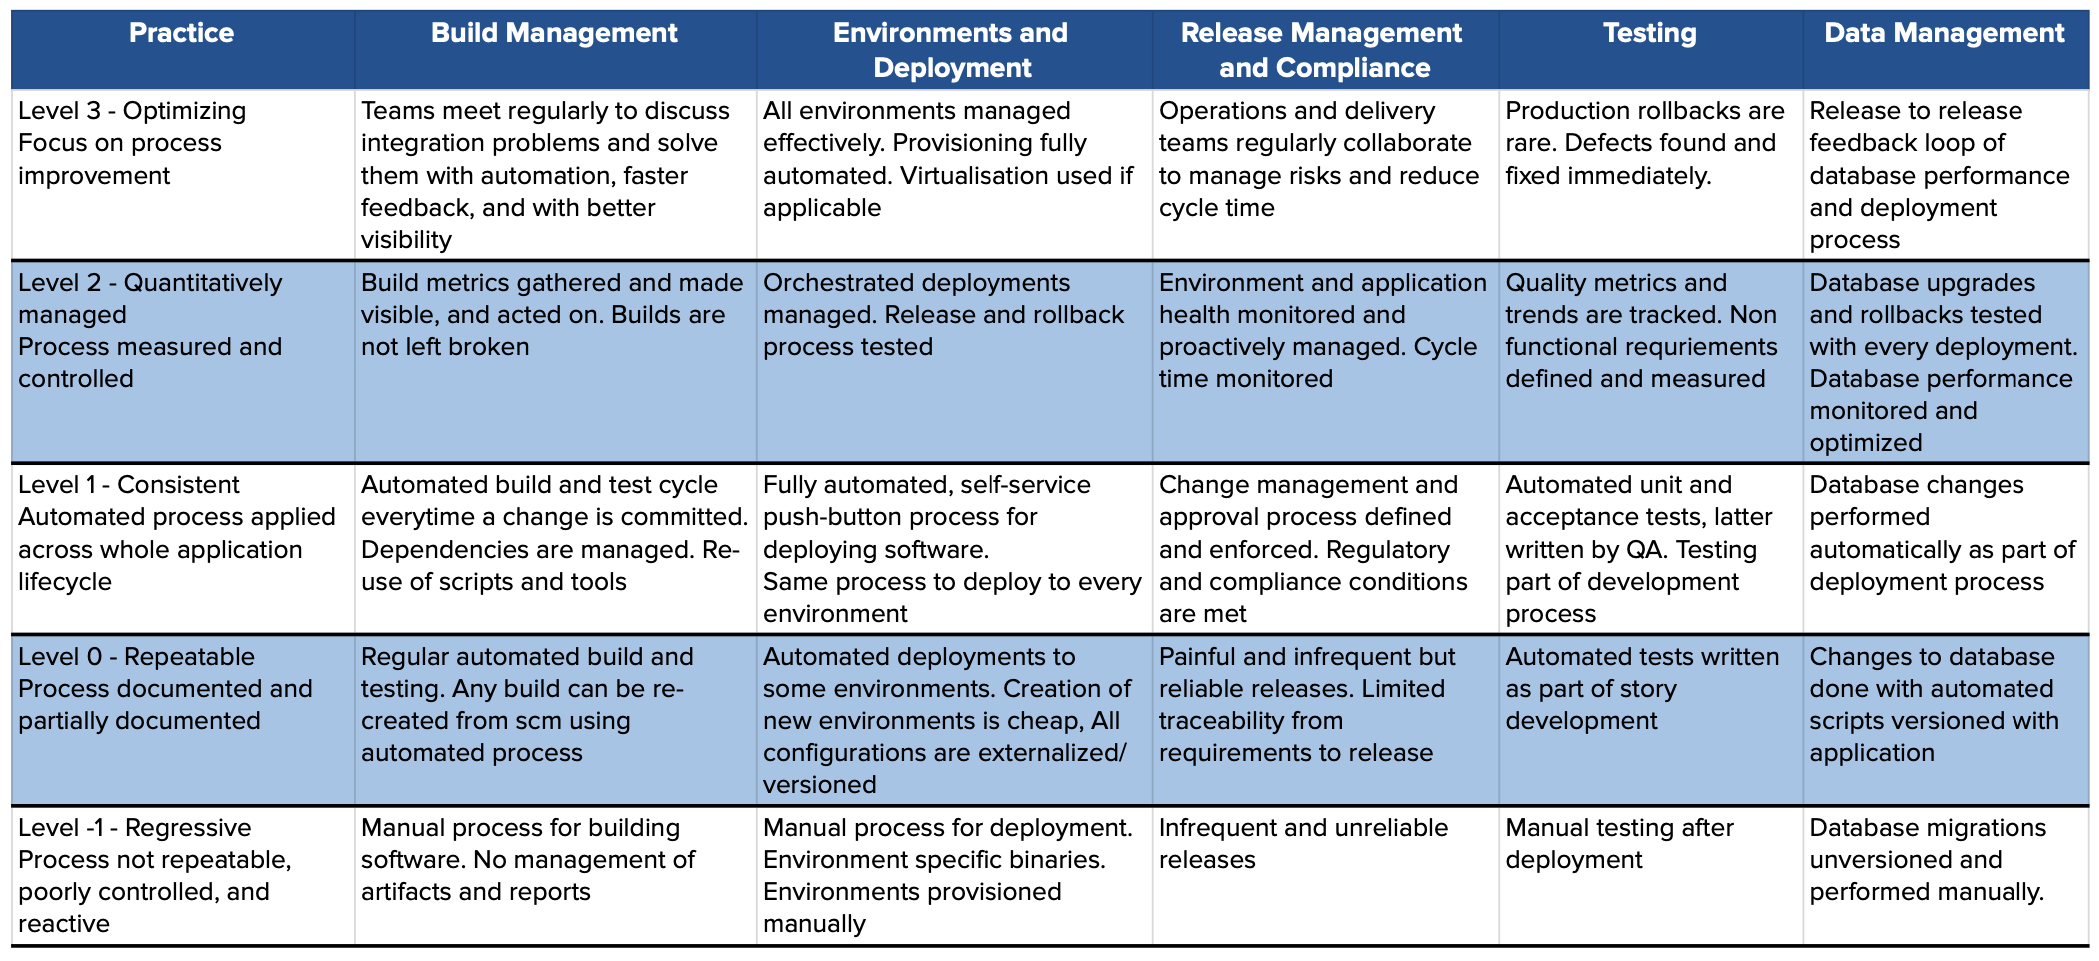 Practice
Build Management
Environments and
Deployment
Release Management
and Compliance
Testing
Data Management
Level 3 - Optimizing
Focus on process
improvement
Teams meet regularly to discuss
integration problems and solve
them with automation, faster
feedback, and with better
visibility
All environments managed
effectively. Provisioning fully
automated. Virtualisation used if
applicable
Operations and delivery
teams regularly collaborate
to manage risks and reduce
cycle time
Production rollbacks are
rare. Defects found and
fixed immediately.
Release to release
feedback loop of
database performance
and deployment
process
Level 2 - Quantitatively
managed
Process measured and
controlled
Build metrics gathered and made
visible, and acted on. Builds are
not left broken
Orchestrated deployments
managed. Release and rollback
process tested
Environment and application
health monitored and
proactively managed. Cycle
time monitored
Quality metrics and
trends are tracked. Non
functional requriements
defined and measured
Database upgrades
and rollbacks tested
with every deployment.
Database performance
monitored and
optimized
Level 1 - Consistent
Automated process applied
across whole application
lifecycle
Automated build and test cycle
everytime a change is committed.
Dependencies are managed. Re-
use of scripts and tools
Fully automated, self-service
push-button process for
deploying software.
Same process to deploy to every
environment
Change management and
approval process defined
and enforced. Regulatory
and compliance conditions
are met
Automated unit and
acceptance tests, latter
written by QA. Testing
part of development
process
Database changes
performed
automatically as part of
deployment process
Level 0 - Repeatable
Process documented and
partially documented
Regular automated build and
testing. Any build can be re-
created from scm using
automated process
Automated deployments to
some environments. Creation of
new environments is cheap, All
configurations are externalized/
versioned
Painful and infrequent but
reliable releases. Limited
traceability from
requirements to release
Automated tests written
as part of story
development
Changes to database
done with automated
scripts versioned with
application
Level -1 - Regressive
Process not repeatable,
poorly controlled, and
reactive
Manual process for building
software. No management of
artifacts and reports
Manual process for deployment.
Environment specific binaries.
Environments provisioned
manually
Infrequent and unreliable
releases
Manual testing after
deployment
Database migrations
unversioned and
performed manually.